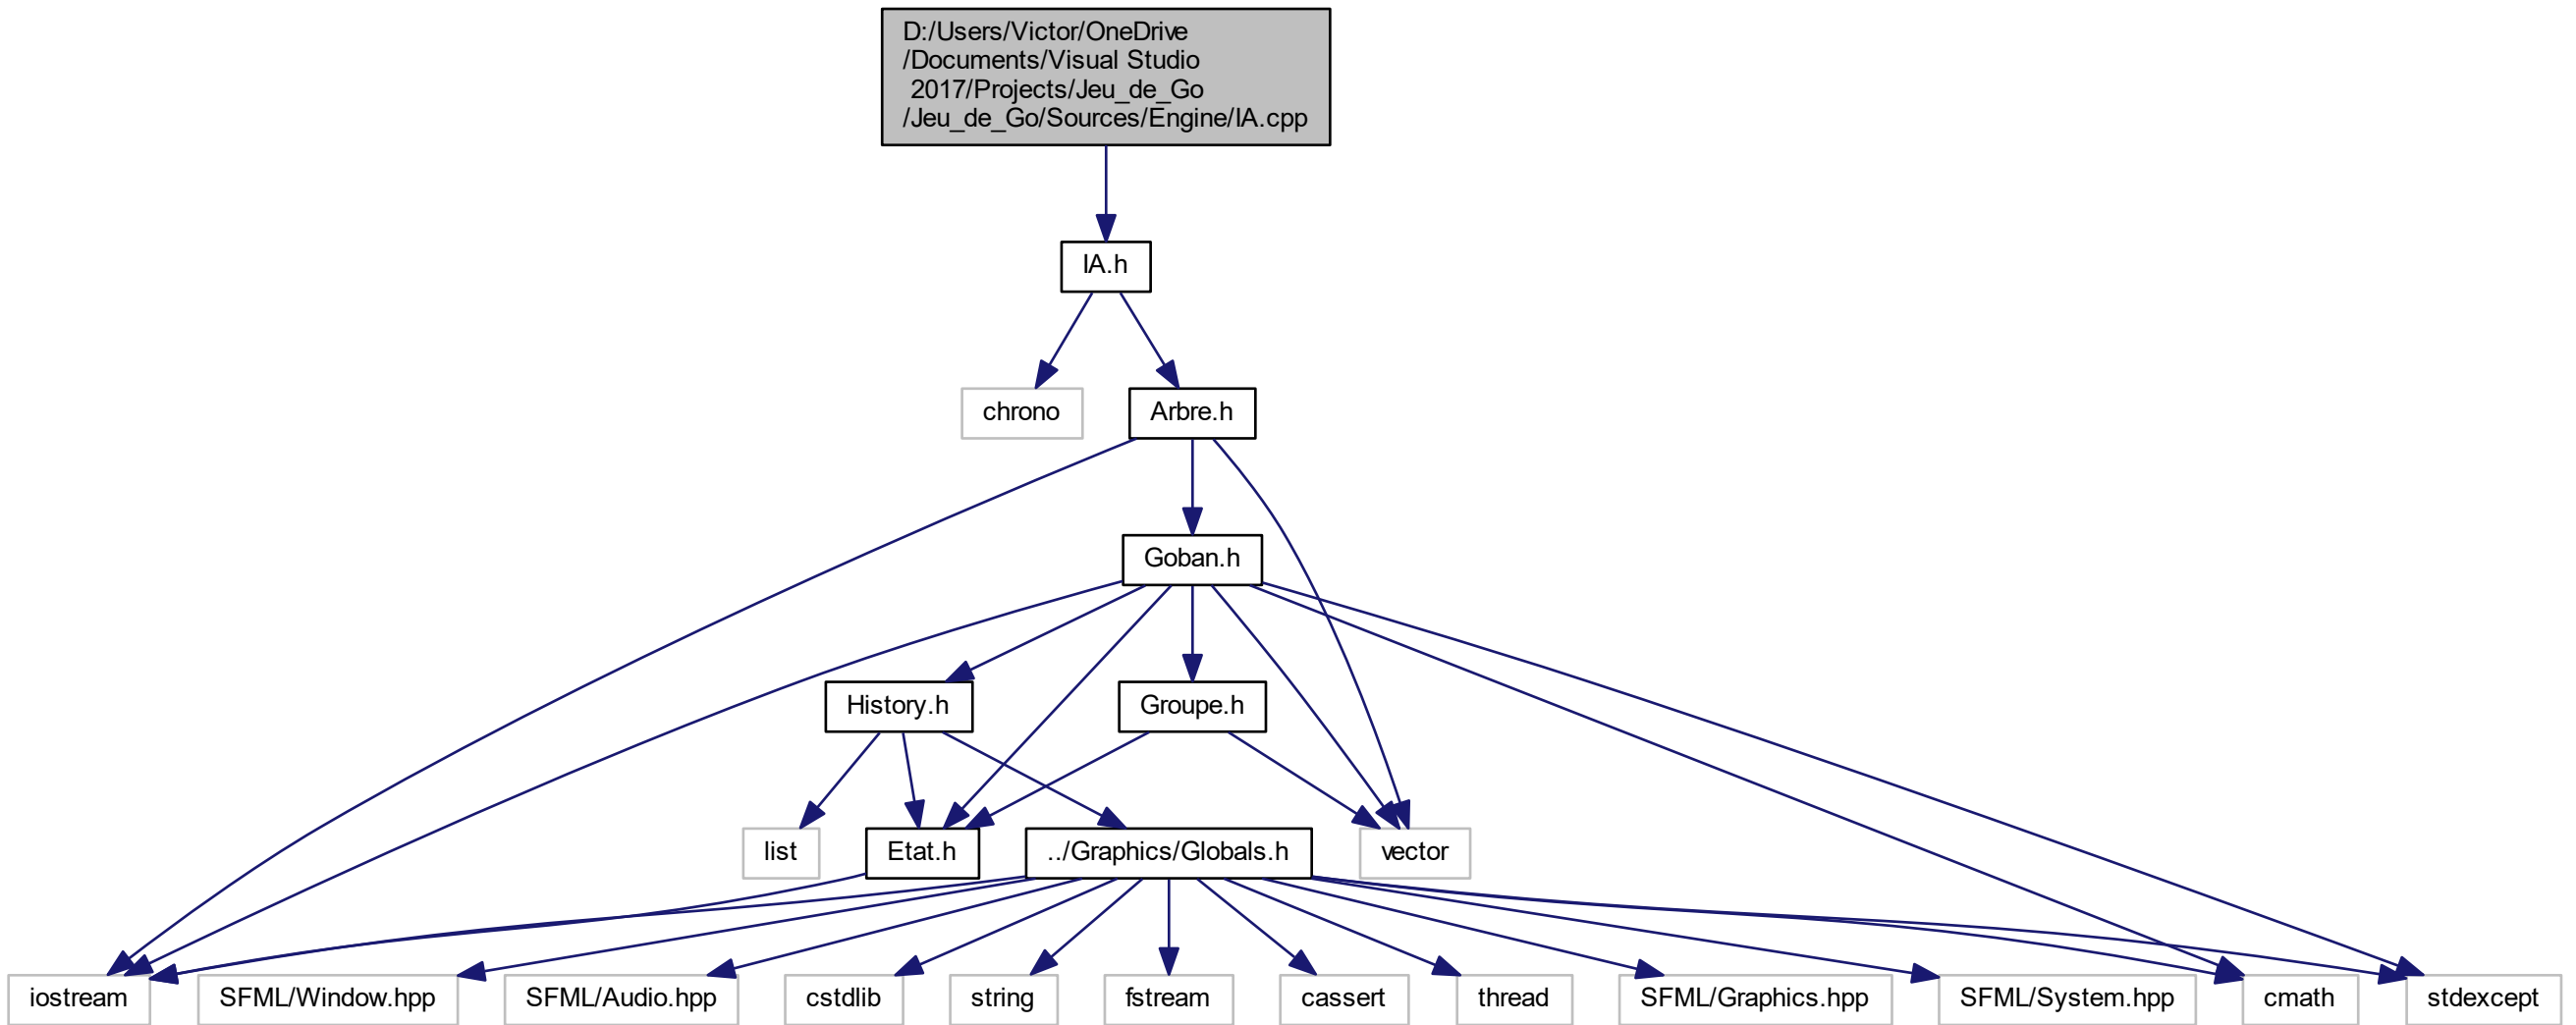 D:/Users/Victor/OneDrive
/Documents/Visual Studio
2017/Projects/Jeu_de_Go
/Jeu_de_Go/Sources/Engine/IA.cpp
IA.h
chrono
Arbre.h
Goban.h
History.h
Groupe.h
list
Etat.h
../Graphics/Globals.h
vector
iostream
SFML/Window.hpp
SFML/Audio.hpp
cstdlib
string
fstream
cassert
thread
SFML/Graphics.hpp
SFML/System.hpp
cmath
stdexcept